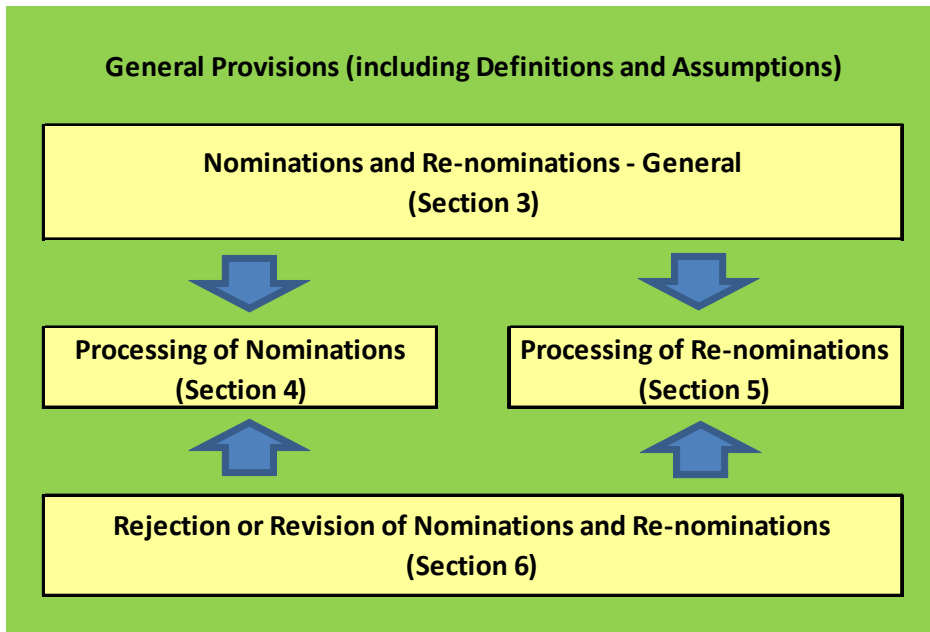 General Provisions (including Definitions and Assumptions)
Nominations and Re-nominations - General
(Section 3)
Processing of Nominations
(Section 4)
Processing of Re-nominations
(Section 5)
Rejection or Revision of Nominations and Re-nominations
(Section 6)